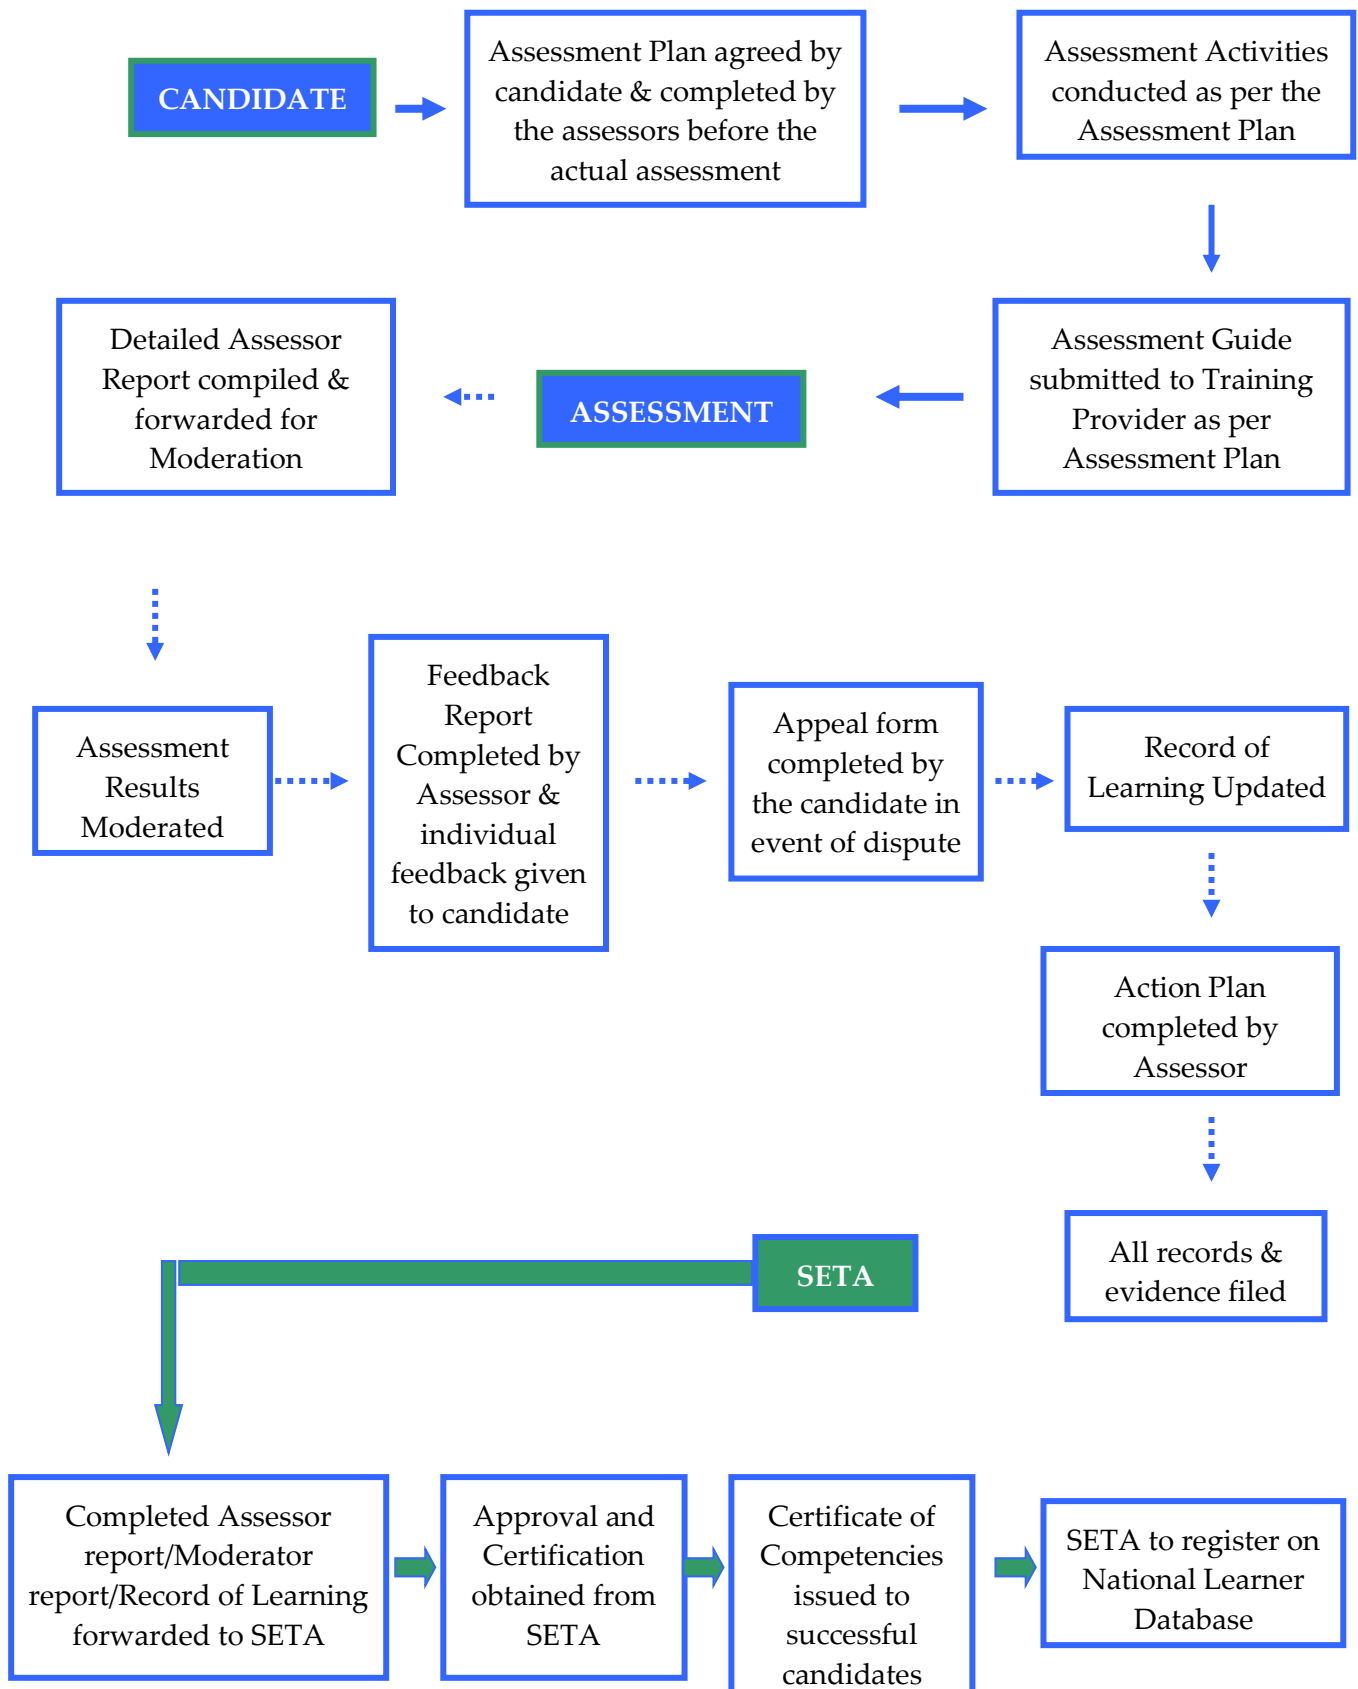 CANDIDATE
Assessment Plan agreed by
candidate & completed by
the assessors before the
actual assessment
Assessment Activities
conducted as per the
Assessment Plan
Assessment Guide
submitted to Training
Provider as per
Assessment Plan
ASSESSMENT
Detailed Assessor
Report compiled &
forwarded for
Moderation
Assessment
Results
Moderated
Feedback
Report
Completed by
Assessor &
individual
feedback given
to candidate
Appeal form
completed by
the candidate in
event of dispute
Record of
Learning Updated
Action Plan
completed by
Assessor
All records &
evidence filed
SETA
Completed Assessor
report/Moderator
report/Record of Learning
forwarded to SETA
Approval and
Certification
obtained from
SETA
Certificate of
Competencies
issued to
successful
candidates
SETA to register on
National Learner
Database